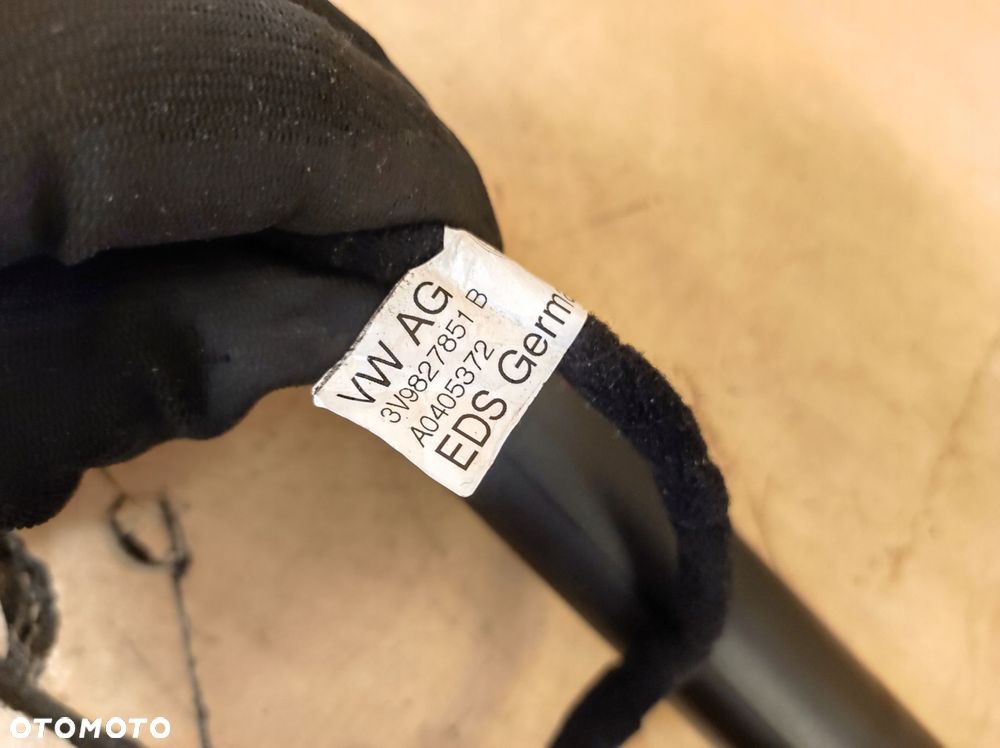 VW AG
3V9827851 B
A0405372
EDS Germ
OTOMOTO